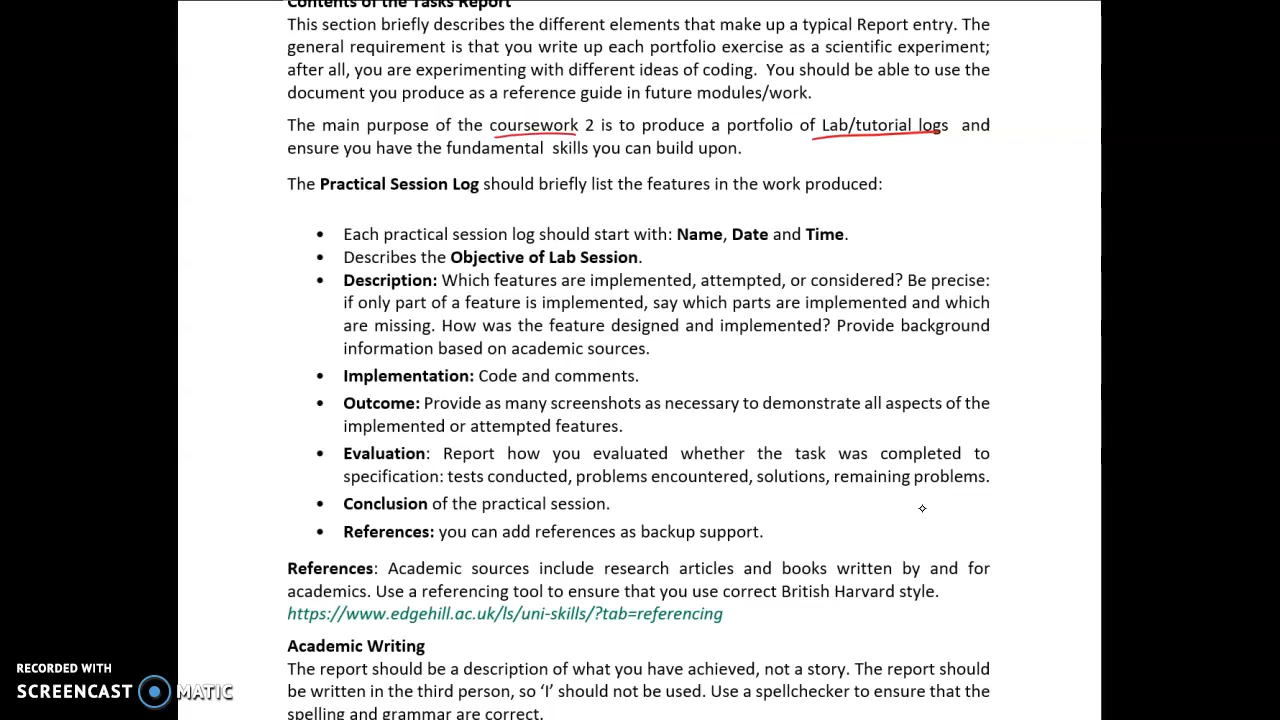 Contents of the Tasks Report
This section briefly describes the different elements that make up a typical Report entry. The
general requirement is that you write up each portfolio exercise as a scientific experiment;
after all, you are experimenting with different ideas of coding.  You should be able to use the
document you produce as a reference guide in future modules/work.
The main purpose of the coursework 2 is to produce a portfolio of Lab/tutorial logs  and
ensure you have the fundamental  skills you can build upon.
The Practical Session Log should briefly list the features in the work produced:
• Each practical session log should start with: Name, Date and Time.
• Describes the Objective of Lab Session.
• Description: Which features are implemented, attempted, or considered? Be precise:
if only part of a feature is implemented, say which parts are implemented and which
are missing. How was the feature designed and implemented? Provide background
information based on academic sources.
• Implementation: Code and comments.
• Outcome: Provide as many screenshots as necessary to demonstrate all aspects of the
implemented or attempted features.
• Evaluation: Report how you evaluated whether the task was completed to
specification: tests conducted, problems encountered, solutions, remaining problems.
• Conclusion of the practical session.
• References: you can add references as backup support.
References: Academic sources include research articles and books written by and for
academics. Use a referencing tool to ensure that you use correct British Harvard style.
https://www.edgehill.ac.uk/ls/uni-skills/?tab=referencing
Academic Writing
The report should be a description of what you have achieved, not a story. The report should
be written in the third person, so ‘I’ should not be used. Use a spellchecker to ensure that the
spelling and grammar are correct.
RECORDED WITH
SCREENCAST MATIC